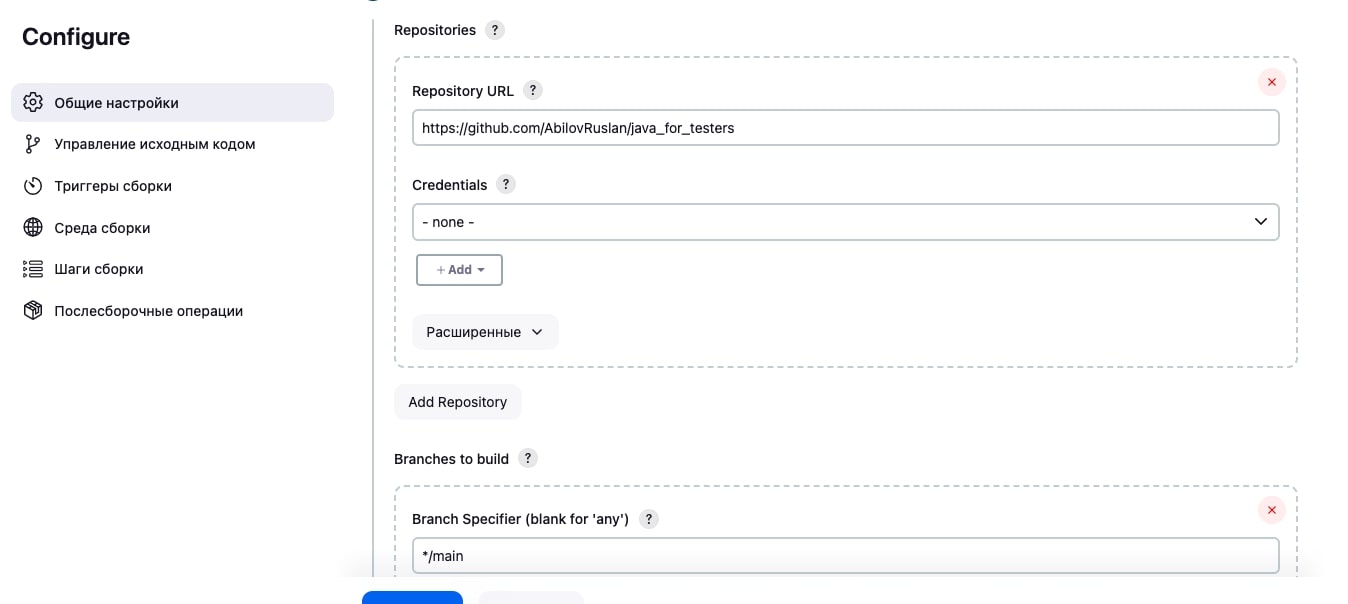 Configure
Общие настройки
Управление исходным кодом
Триггеры сборки
Среда сборки
Шаги сборки
Послесборочные операции
Repositories ?
Repository URL ?
https://github.com/AbilovRuslan/java_for_testers
Credentials ?
- none -
+ Add
Расширенные
Add Repository
Branches to build ?
Branch Specifier (blank for 'any') ?
*/main